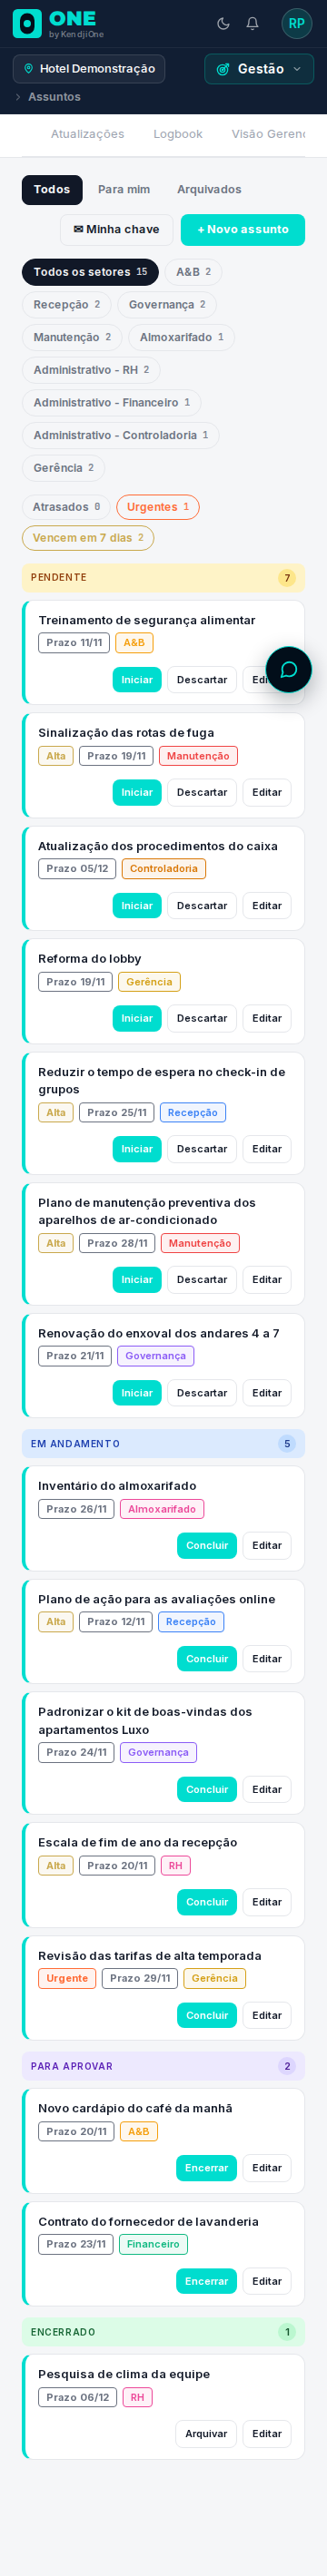 ONE
by KendjiOne
RP
Hotel Demonstração
Gestão
Assuntos
Atualizações Logbook Visão Gerenc
Todos Para mim Arquivados
✉ Minha chave + Novo assunto
Todos os setores 15 A&B 2
Recepção 2 Governança 2
Manutenção 2 Almoxarifado 1
Administrativo - RH 2
Administrativo - Financeiro 1
Administrativo - Controladoria 1
Gerência 2
Atrasados 0 Urgentes 1
Vencem em 7 dias 2
PENDENTE 7
Treinamento de segurança alimentar
Prazo 11/11 A&B
Iniciar Descartar
Sinalização das rotas de fuga
Alta Prazo 19/11 Manutenção
Iniciar Descartar Editar
Atualização dos procedimentos do caixa
Prazo 05/12 Controladoria
Iniciar Descartar Editar
Reforma do lobby
Prazo 19/11 Gerência
Iniciar Descartar Editar
Reduzir o tempo de espera no check-in de
grupos
Alta Prazo 25/11 Recepção
Iniciar Descartar Editar
Plano de manutenção preventiva dos
aparelhos de ar-condicionado
Alta Prazo 28/11 Manutenção
Iniciar Descartar Editar
Renovação do enxoval dos andares 4 a 7
Prazo 21/11 Governança
Iniciar Descartar Editar
EM ANDAMENTO 5
Inventário do almoxarifado
Prazo 26/11 Almoxarifado
Concluir Editar
Plano de ação para as avaliações online
Alta Prazo 12/11 Recepção
Concluir Editar
Padronizar o kit de boas-vindas dos
apartamentos Luxo
Prazo 24/11 Governança
Concluir Editar
Escala de fim de ano da recepção
Alta Prazo 20/11 RH
Concluir Editar
Revisão das tarifas de alta temporada
Urgente Prazo 29/11 Gerência
Concluir Editar
PARA APROVAR 2
Novo cardápio do café da manhã
Prazo 20/11 A&B
Encerrar Editar
Contrato do fornecedor de lavanderia
Prazo 23/11 Financeiro
Encerrar Editar
ENCERRADO 1
Pesquisa de clima da equipe
Prazo 06/12 RH
Arquivar Editar